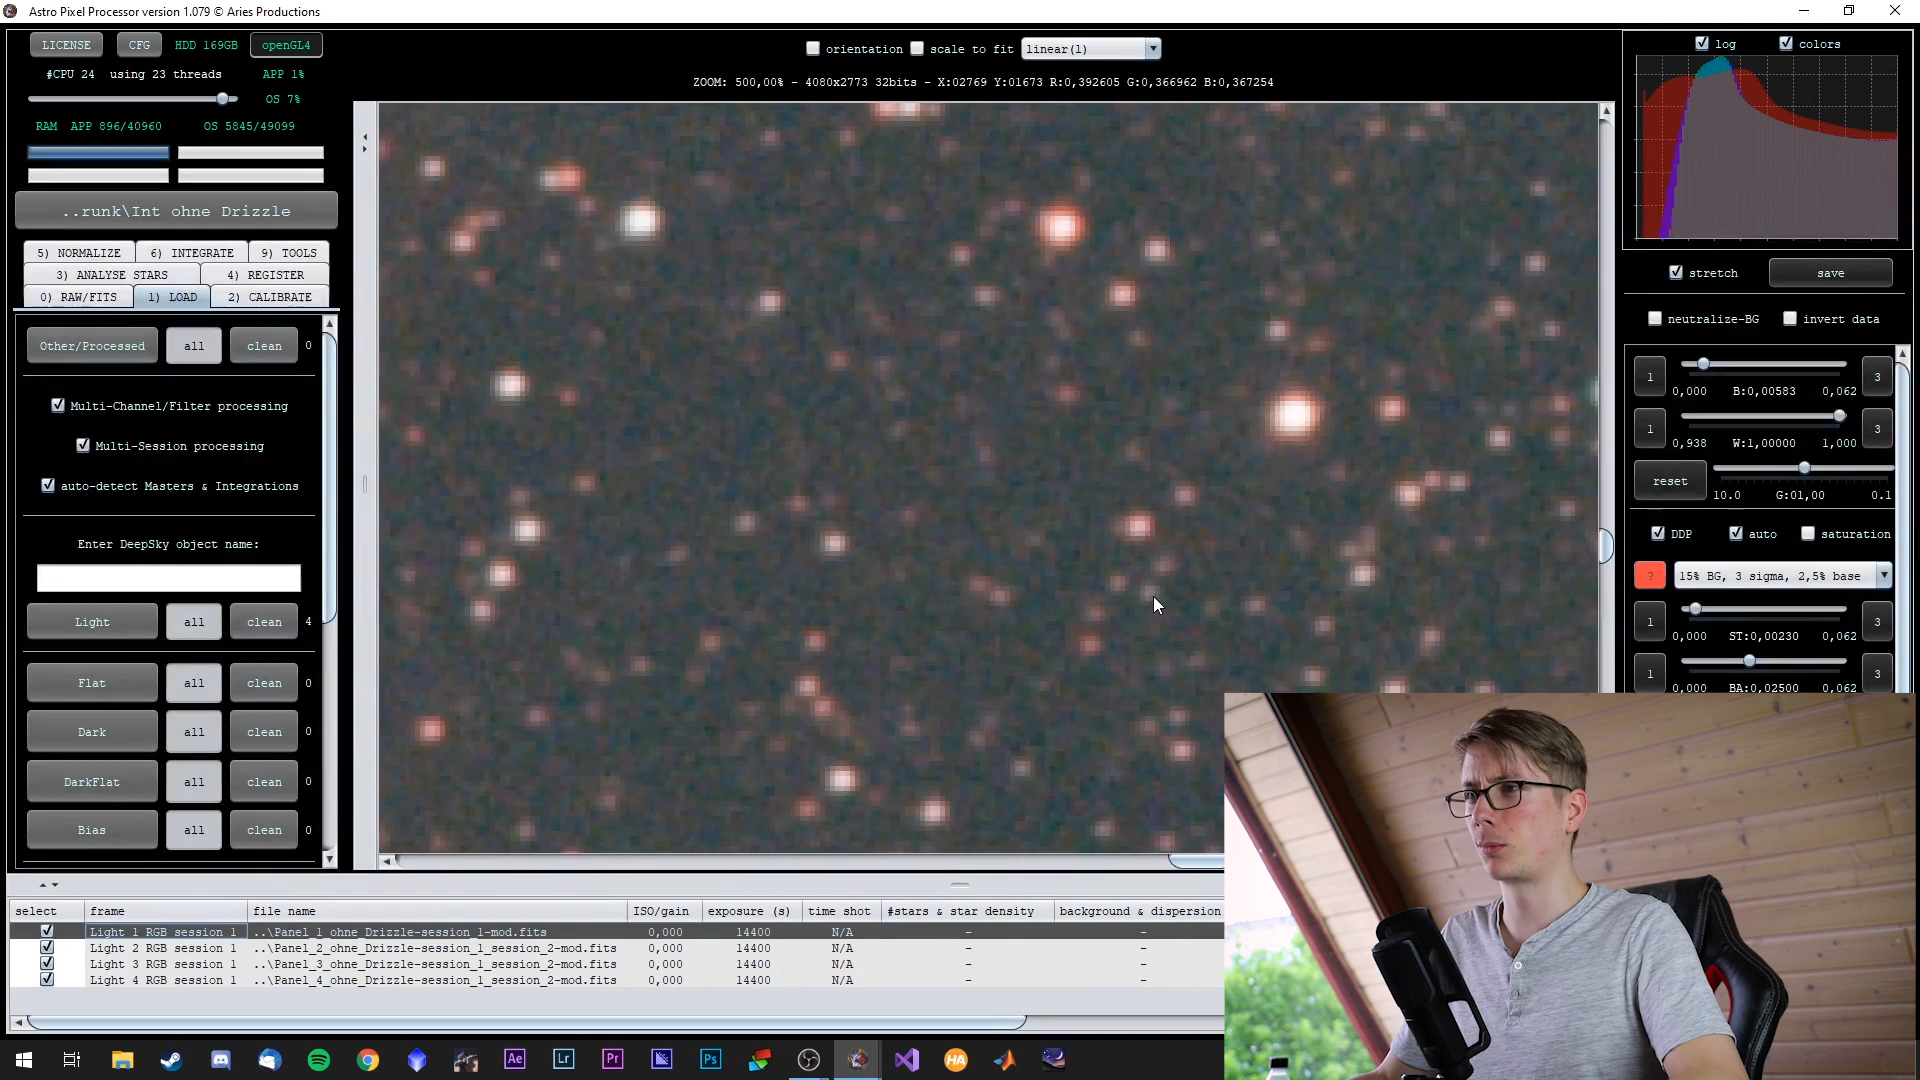 Astro Pixel Processor version 1.079 © Aries Productions
LICENSE CFG HDD 169GB openGL4
#CPU 24 using 23 threads APP 1%
OS 7%
RAM APP 896/40960 OS 5845/49099
..runk\Int ohne Drizzle
5) NORMALIZE 6) INTEGRATE 9) TOOLS
3) ANALYSE STARS 4) REGISTER
0) RAW/FITS 1) LOAD 2) CALIBRATE
Other/Processed all clean 0
Multi-Channel/Filter processing
Multi-Session processing
auto-detect Masters & Integrations
Enter DeepSky object name:
Light all clean 4
Flat all clean 0
Dark all clean 0
DarkFlat all clean 0
Bias all clean 0
orientation scale to fit linear(l)
ZOOM: 500,00% - 4080x2773 32bits - X:02769 Y:01673 R:0,392605 G:0,366962 B:0,367254
log colors
stretch save
neutralize-BG invert data
1 3
0,000 B:0,00583 0,062
1 3
0,938 W:1,00000 1,000
reset
10.0 G:01,00 0.1
DDP auto saturation
? 15% BG, 3 sigma, 2,5% base
1 3
0,000 ST:0,00230 0,062
1 3
0,000 BA:0,02500 0,062
select frame file name ISO/gain exposure (s) time shot #stars & star density background & dispersion
Light 1 RGB session 1 ..\Panel_1_ohne_Drizzle-session_1-mod.fits 0,000 14400 N/A - -
Light 2 RGB session 1 ..\Panel_2_ohne_Drizzle-session_1_session_2-mod.fits 0,000 14400 N/A - -
Light 3 RGB session 1 ..\Panel_3_ohne_Drizzle-session_1_session_2-mod.fits 0,000 14400 N/A - -
Light 4 RGB session 1 ..\Panel_4_ohne_Drizzle-session_1_session_2-mod.fits 0,000 14400 N/A - -
Ae Lr Pr Ps HA